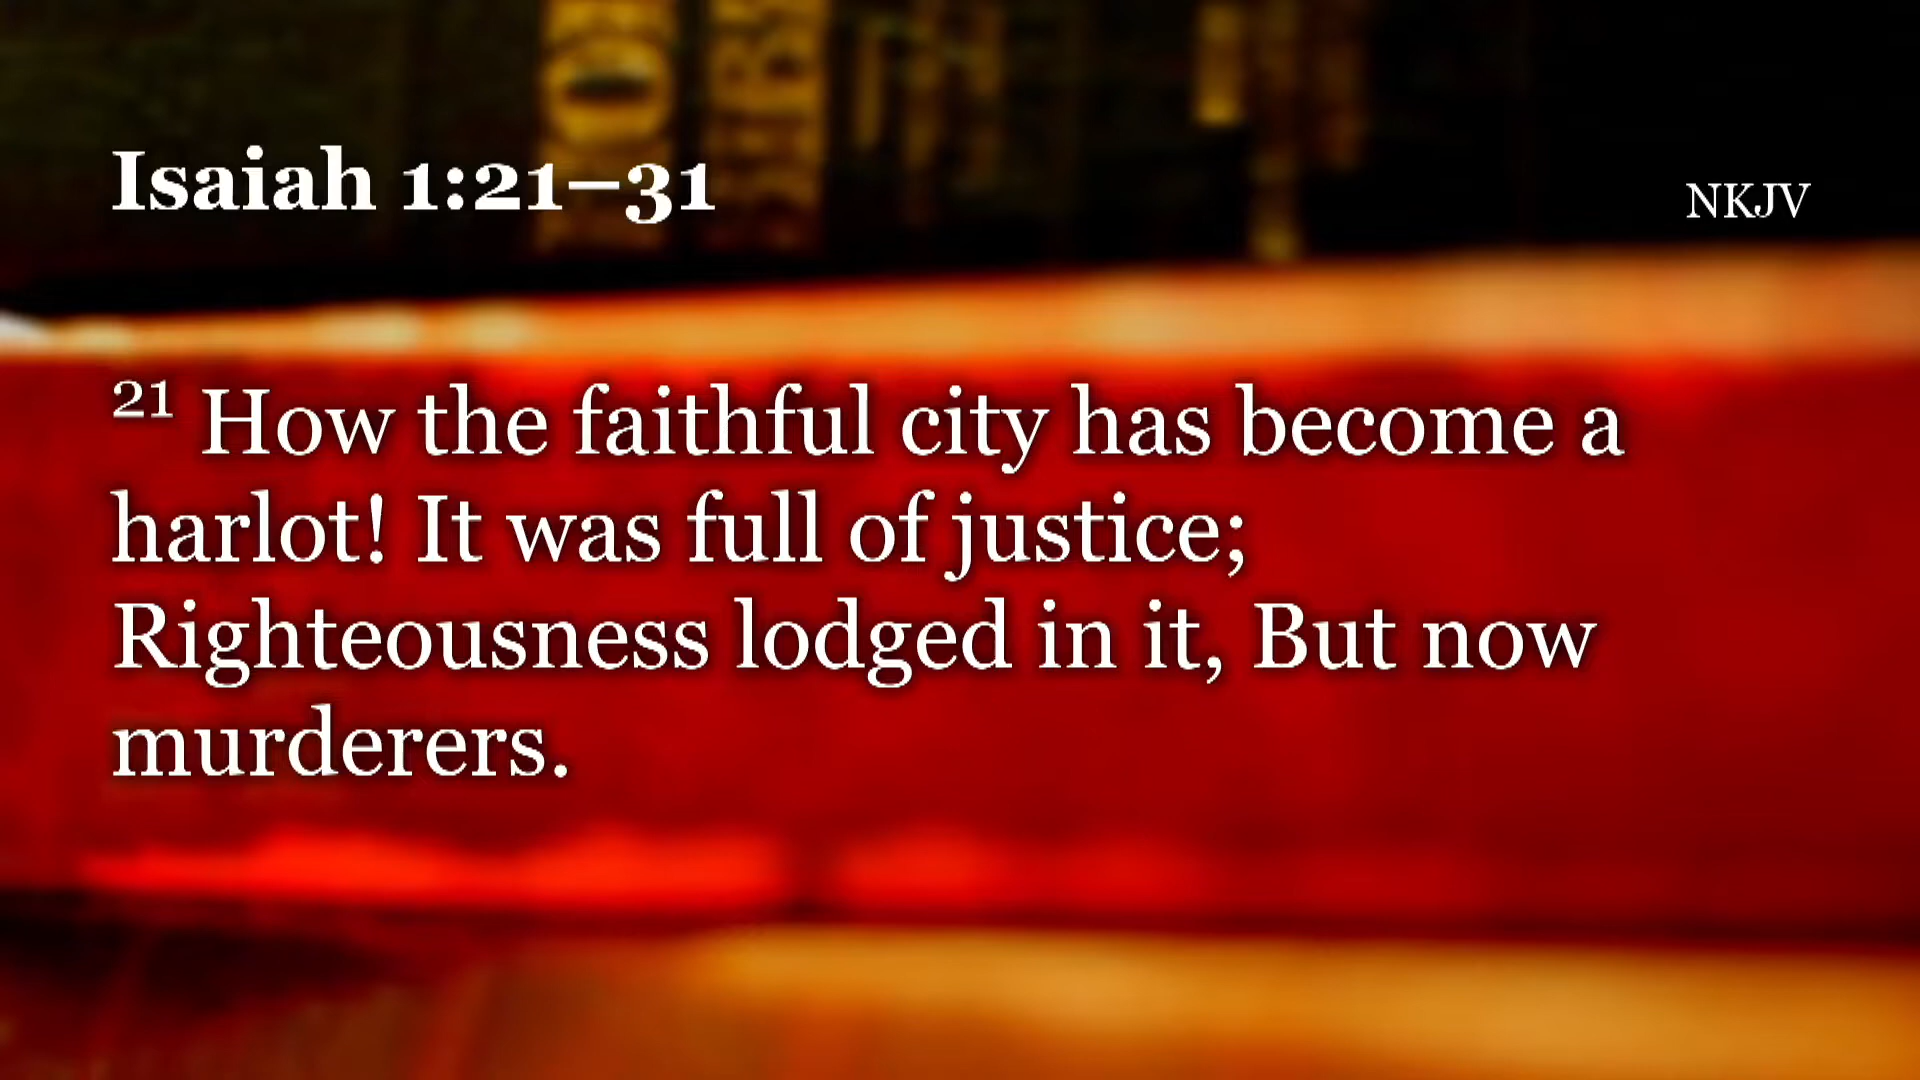 Isaiah 1:21–31
NKJV
21 How the faithful city has become a
harlot! It was full of justice;
Righteousness lodged in it, But now
murderers.